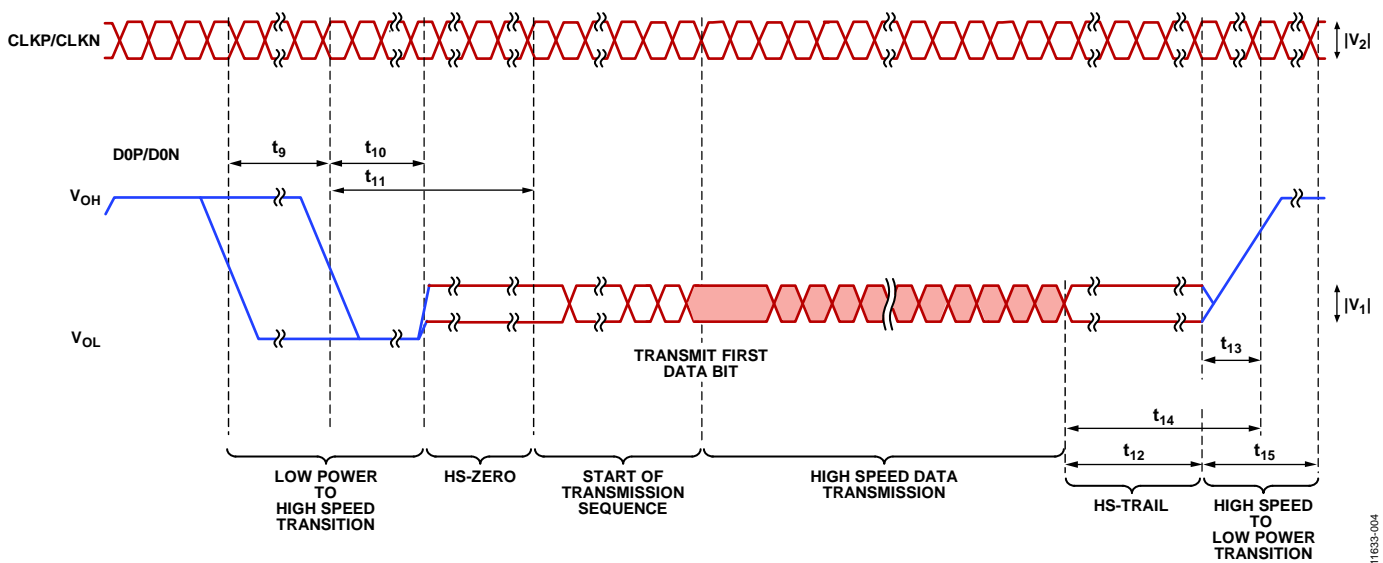 CLKP/CLKN
|V2|
D0P/D0N
t9
t10
t11
VOH
VOL
|V1|
TRANSMIT FIRST
DATA BIT
t13
t14
t12
t15
LOW POWER
TO
HIGH SPEED
TRANSITION
HS-ZERO
START OF
TRANSMISSION
SEQUENCE
HIGH SPEED DATA
TRANSMISSION
HS-TRAIL
HIGH SPEED
TO
LOW POWER
TRANSITION
11633-004